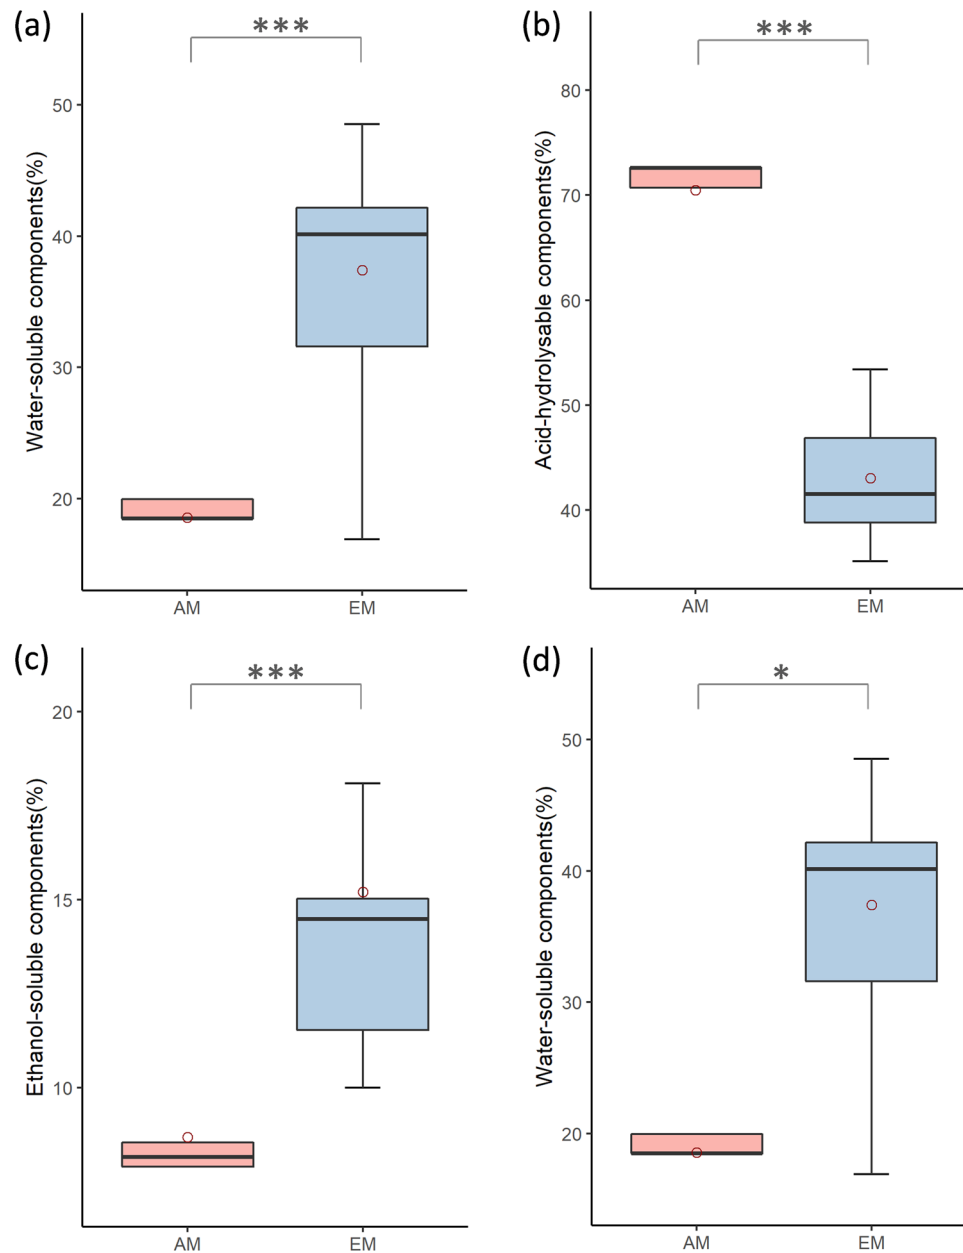 (a)
***
Water-soluble components(%)
50
40
30
20
AM
EM
(b)
***
Acid-hydrolysable components(%)
80
70
60
50
40
AM
EM
(c)
***
Ethanol-soluble components(%)
20
15
10
AM
EM
(d)
*
Water-soluble components(%)
50
40
30
20
AM
EM